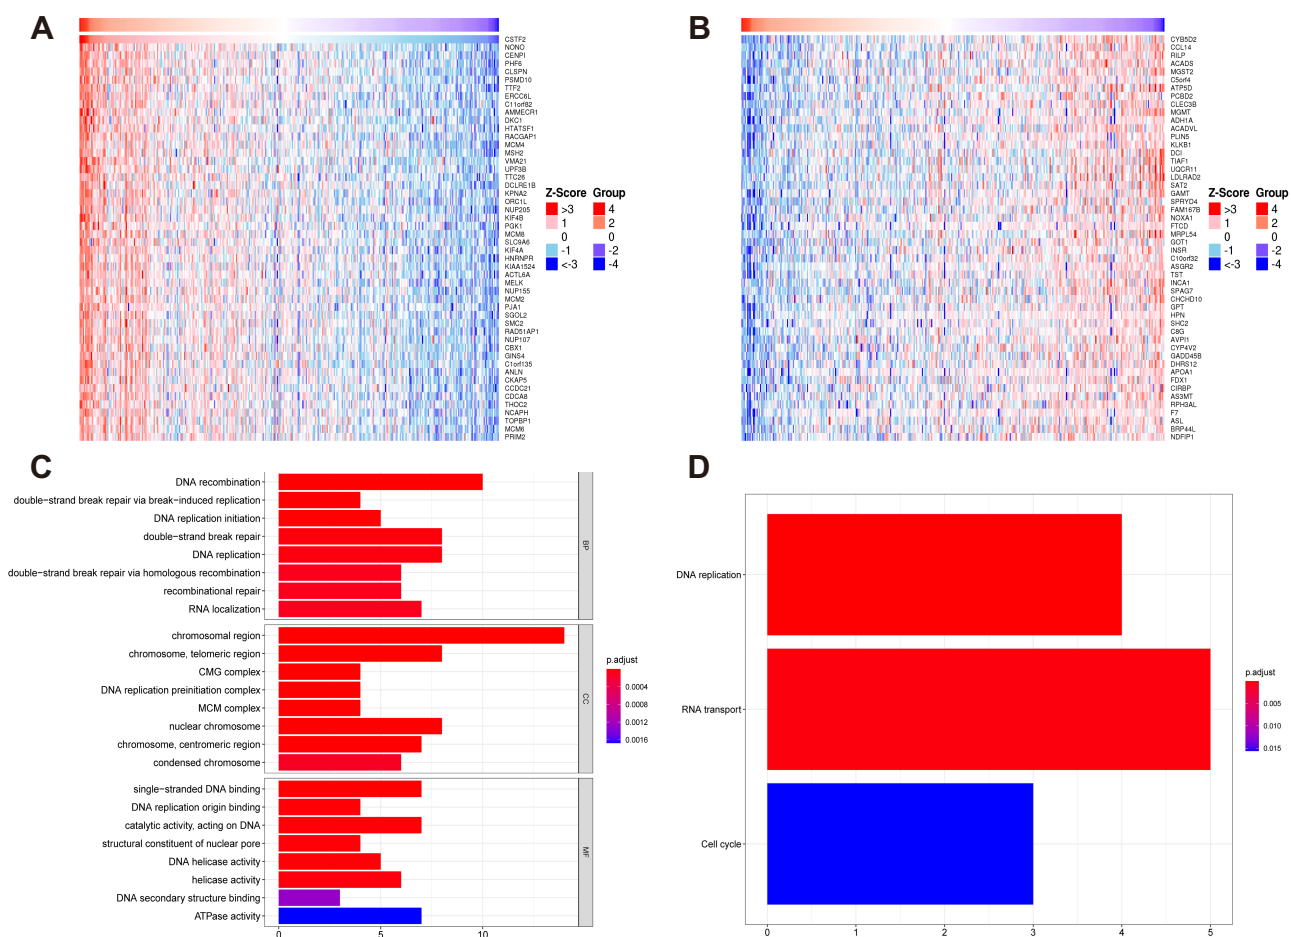 A
CSTF2
NONO
CENPI
PHF6
CLSPN
PSMD10
TTF2
ERCC6L
C11orf82
AMMECR1
DKC1
HTATSF1
RACGAP1
MCM4
MSH2
VMA21
UPF3B
TTC26
DCLRE1B
KPNA2
ORC1L
NUP205
KIF4B
PGK1
MCM8
SLC9A6
KIF4A
HNRNPR
KIAA1524
ACTL6A
MELK
NUP155
MCM2
PJA1
SGOL2
SMC2
RAD51AP1
NUP107
CBX1
GINS4
C1orf135
ANLN
CKAP5
CCDC21
CDCA8
THOC2
NCAPH
TOPBP1
MCM6
PRIM2
Z-Score Group
>3 4
1 2
0 0
-1 -2
<-3 -4
B
CYB5D2
CCL14
RILP
ACADS
MGST2
C5orf4
ATP5D
PCBD2
CLEC3B
MGMT
ADH1A
ACADVL
PLIN5
KLKB1
DCI
TIAF1
UQCR11
LDLRAD2
SAT2
GAMT
SPRYD4
FAM167B
NOXA1
FTCD
MRPL54
GOT1
INSR
C10orf32
ASGR2
TST
INCA1
SPAG7
CHCHD10
GPT
HPN
SHC2
C8G
AVPI1
CYP4V2
GADD45B
DHRS12
APOA1
FDX1
CIRBP
AS3MT
RPH3AL
F7
ASL
BRP44L
NDFIP1
Z-Score Group
>3 4
1 2
0 0
-1 -2
<-3 -4
C
DNA recombination
double-strand break repair via break-induced replication
DNA replication initiation
double-strand break repair
DNA replication
double-strand break repair via homologous recombination
recombinational repair
RNA localization
BP
chromosomal region
chromosome, telomeric region
CMG complex
DNA replication preinitiation complex
MCM complex
nuclear chromosome
chromosome, centromeric region
condensed chromosome
CC
single-stranded DNA binding
DNA replication origin binding
catalytic activity, acting on DNA
structural constituent of nuclear pore
DNA helicase activity
helicase activity
DNA secondary structure binding
ATPase activity
MF
0 5 10
p.adjust
0.0004
0.0008
0.0012
0.0016
D
DNA replication
RNA transport
Cell cycle
0 1 2 3 4 5
p.adjust
0.005
0.010
0.015